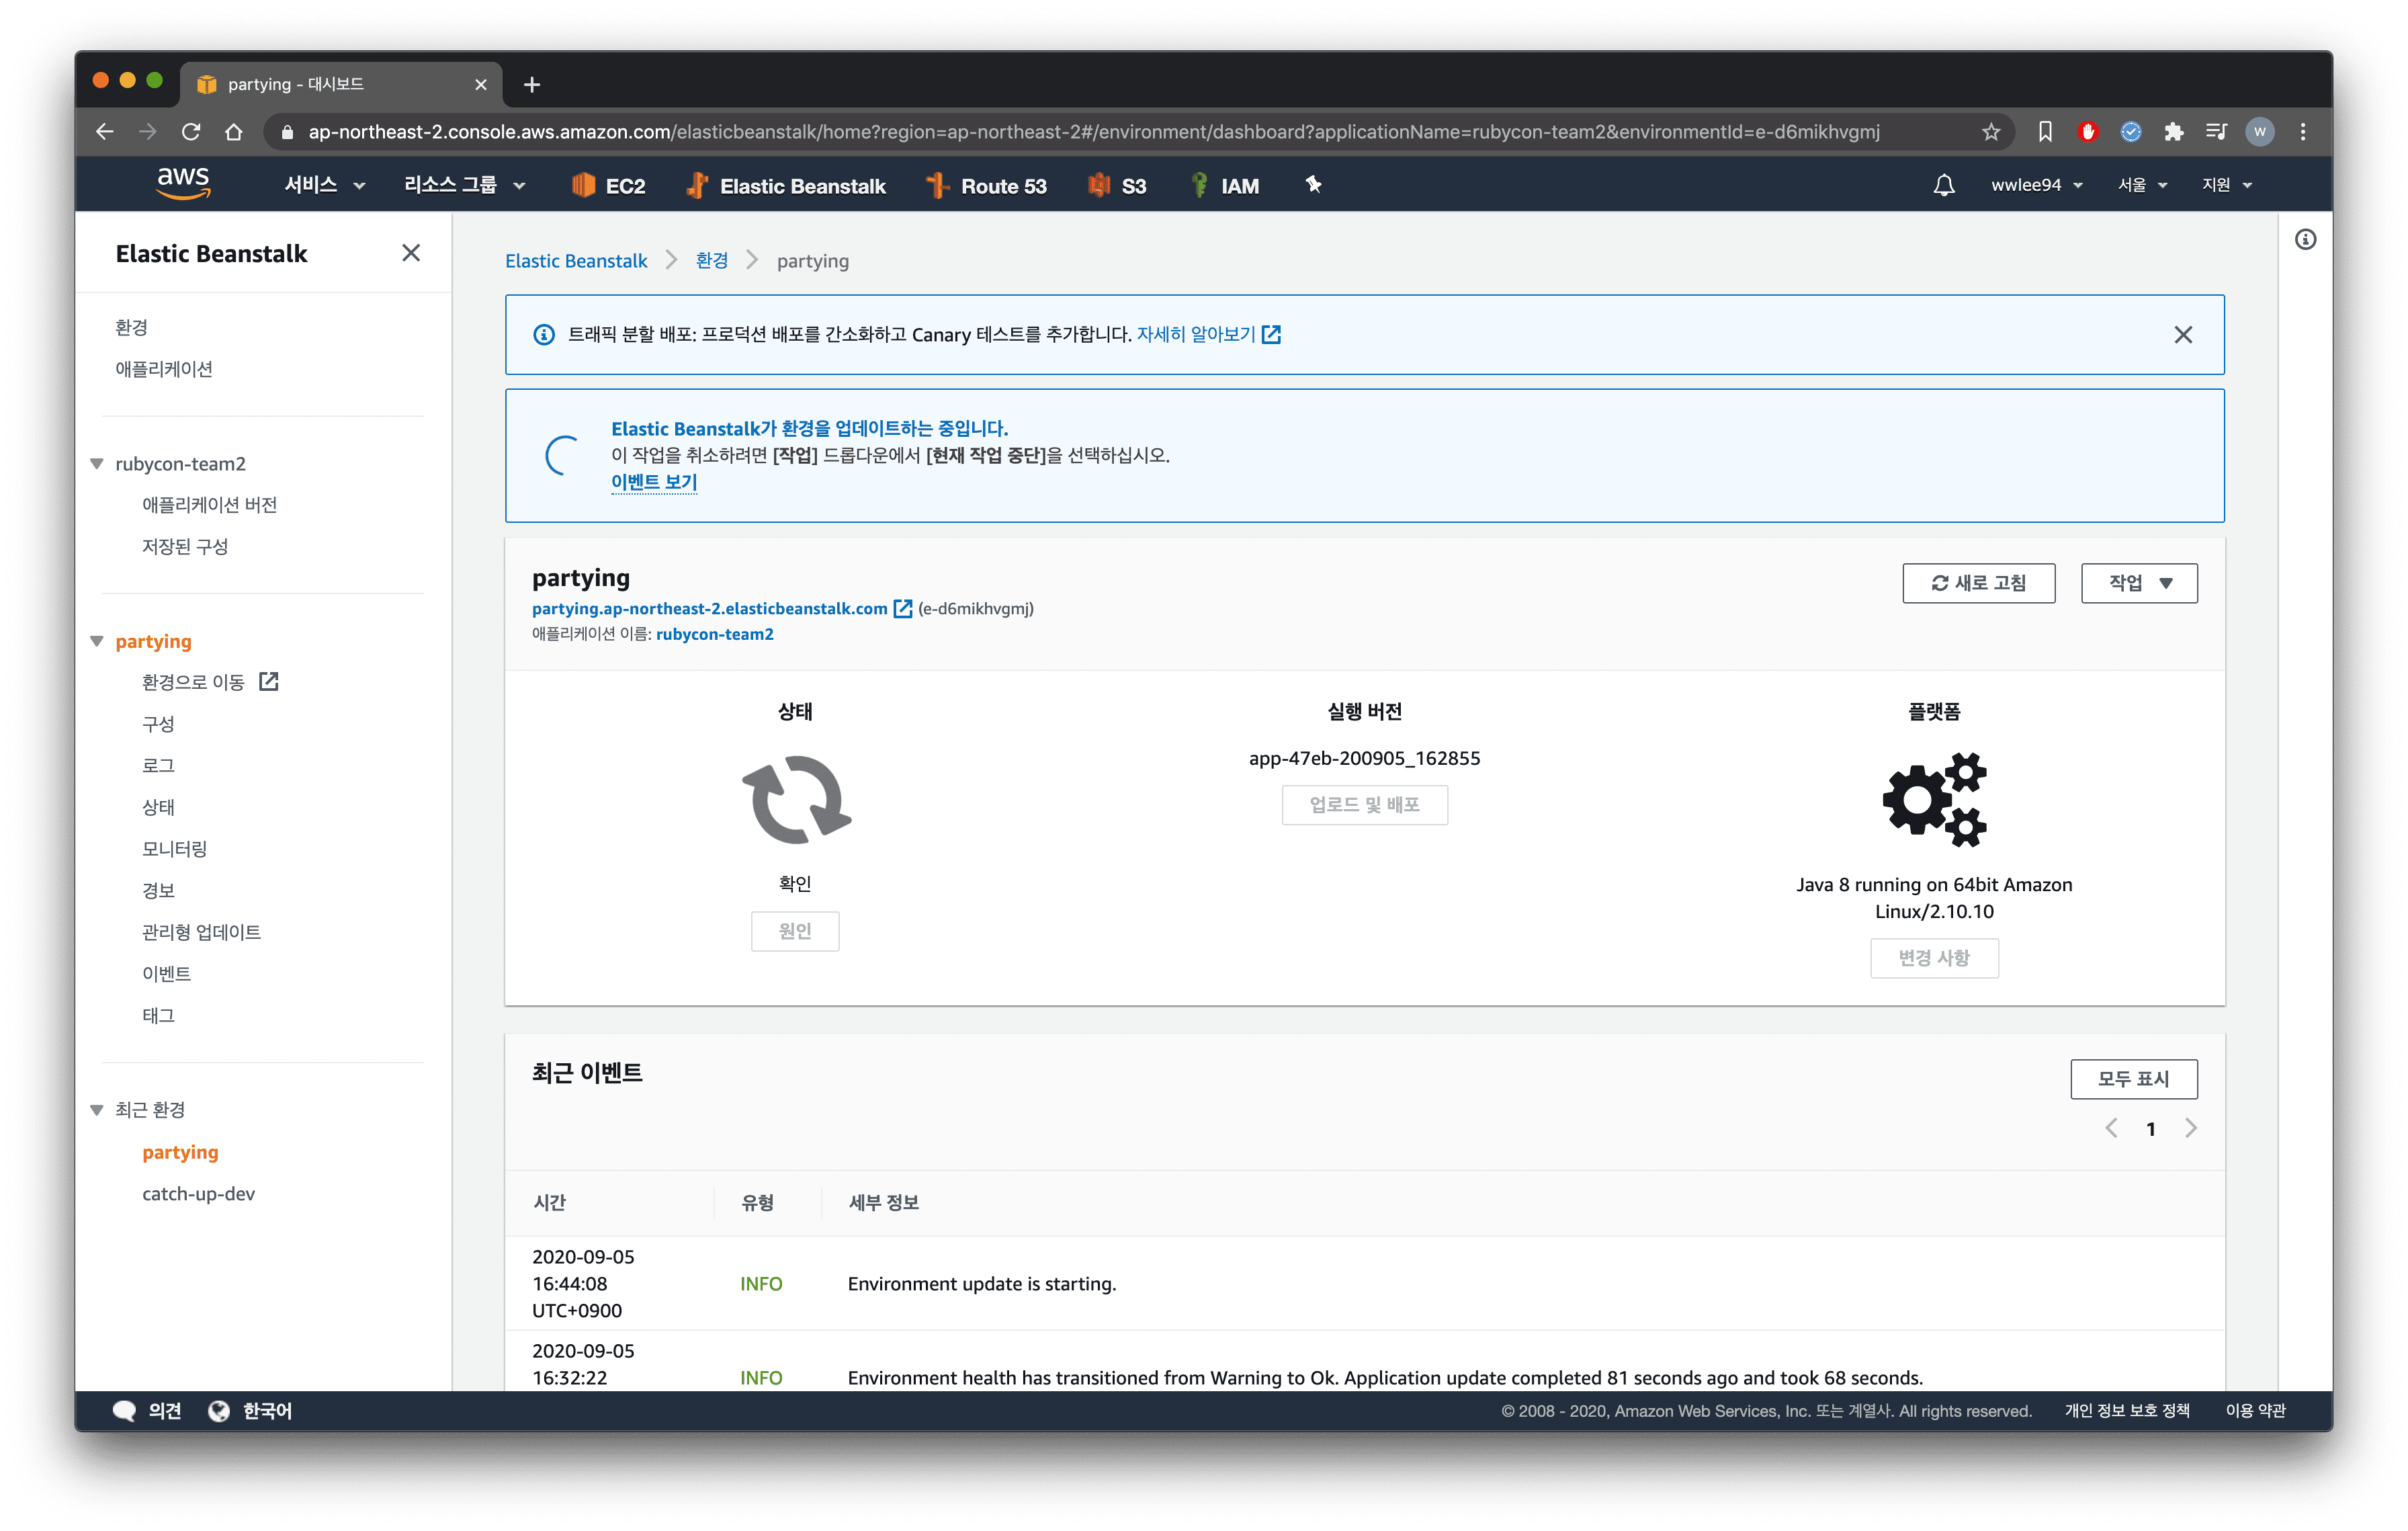 partying - 대시보드
ap-northeast-2.console.aws.amazon.com/elasticbeanstalk/home?region=ap-northeast-2#/environment/dashboard?applicationName=rubycon-team2&environmentId=e-d6mikhvgmj
W
aws 서비스 리소스 그룹 EC2 Elastic Beanstalk Route 53 S3 IAM wwlee94 서울 지원
Elastic Beanstalk
환경
애플리케이션
rubycon-team2
애플리케이션 버전
저장된 구성
partying
환경으로 이동
구성
로그
상태
모니터링
경보
관리형 업데이트
이벤트
태그
최근 환경
partying
catch-up-dev
Elastic Beanstalk 환경 partying
트래픽 분할 배포: 프로덕션 배포를 간소화하고 Canary 테스트를 추가합니다. 자세히 알아보기
Elastic Beanstalk가 환경을 업데이트하는 중입니다.
이 작업을 취소하려면 [작업] 드롭다운에서 [현재 작업 중단]을 선택하십시오.
이벤트 보기
partying
새로 고침 작업
partying.ap-northeast-2.elasticbeanstalk.com (e-d6mikhvgmj)
애플리케이션 이름: rubycon-team2
상태
확인
원인
실행 버전
app-47eb-200905_162855
업로드 및 배포
플랫폼
Java 8 running on 64bit Amazon
Linux/2.10.10
변경 사항
최근 이벤트
모두 표시
1
시간 유형 세부 정보
2020-09-05
16:44:08 INFO Environment update is starting.
UTC+0900
2020-09-05
16:32:22 INFO Environment health has transitioned from Warning to Ok. Application update completed 81 seconds ago and took 68 seconds.
의견 한국어 © 2008 - 2020, Amazon Web Services, Inc. 또는 계열사. All rights reserved. 개인 정보 보호 정책 이용 약관